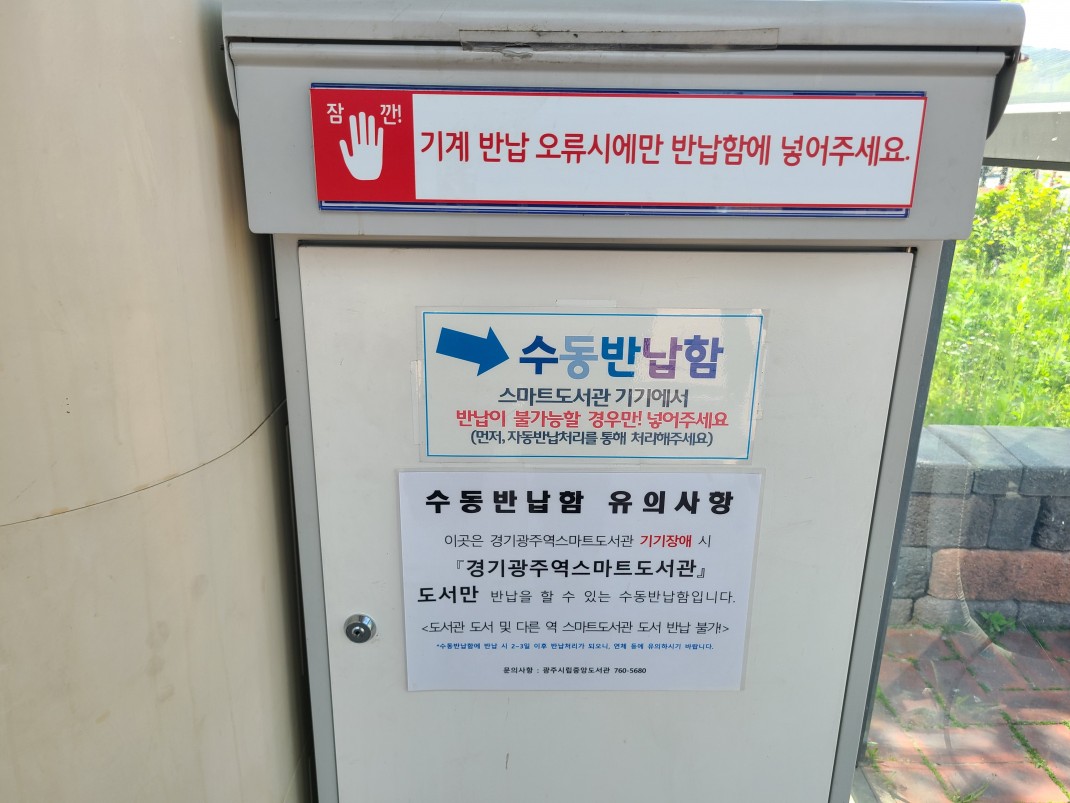 잠 깐!
기계 반납 오류시에만 반납함에 넣어주세요.
수동반납함
스마트도서관 기기에서
반납이 불가능할 경우만! 넣어주세요
(먼저, 자동반납처리를 통해 처리해주세요)
수동반납함 유의사항
이곳은 경기광주역스마트도서관 기기장애 시
『경기광주역스마트도서관』
도서만 반납을 할 수 있는 수동반납함입니다.
<도서관 도서 및 다른 역 스마트도서관 도서 반납 불가!>
*수동반납함에 반납 시 2-3일 이후 반납처리가 되오니, 연체 등에 유의하시기 바랍니다.
문의사항 : 광주시립중앙도서관 760-5680